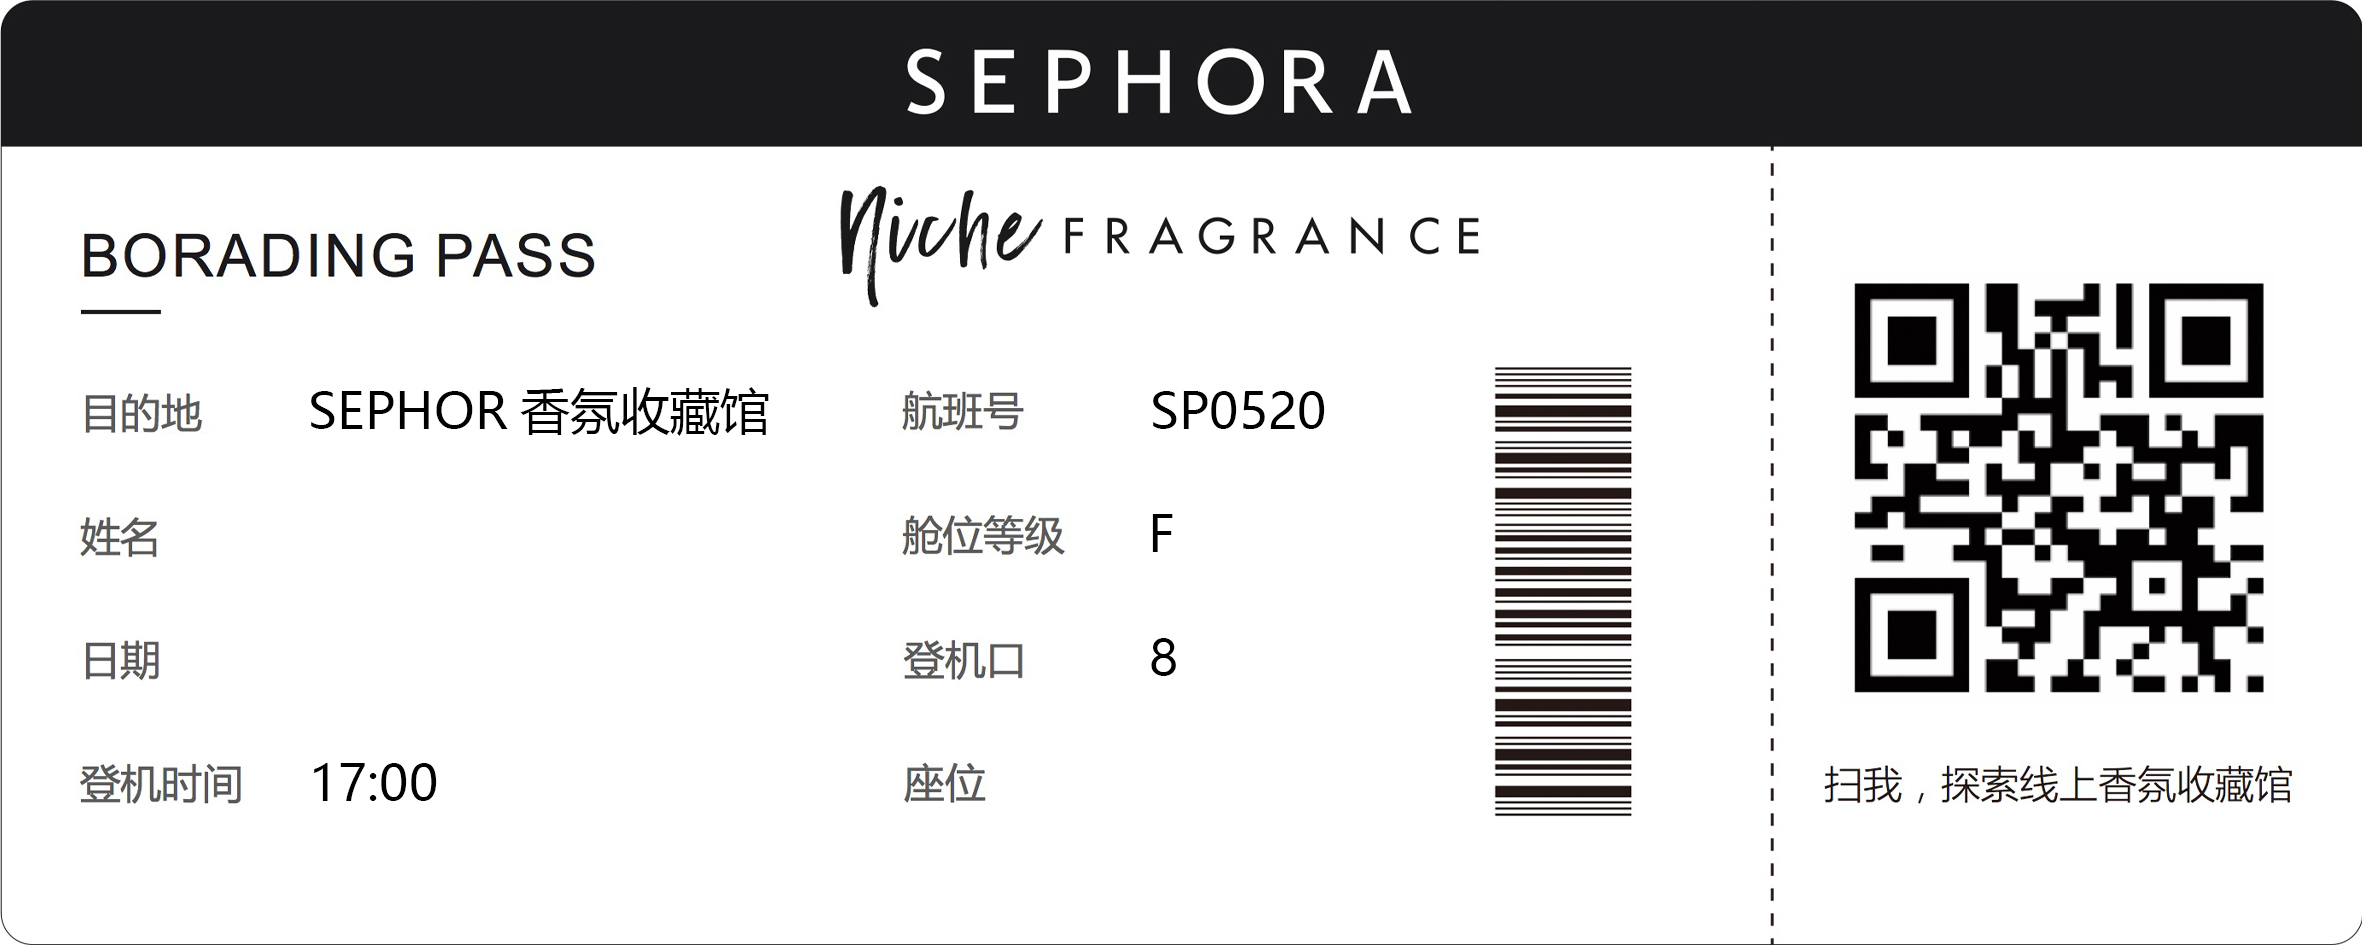 SEPHORA
Niche FRAGRANCE
BORADING PASS
目的地 SEPHOR 香氛收藏馆
航班号 SP0520
姓名
舱位等级 F
日期
登机口 8
登机时间 17:00
座位
扫我，探索线上香氛收藏馆